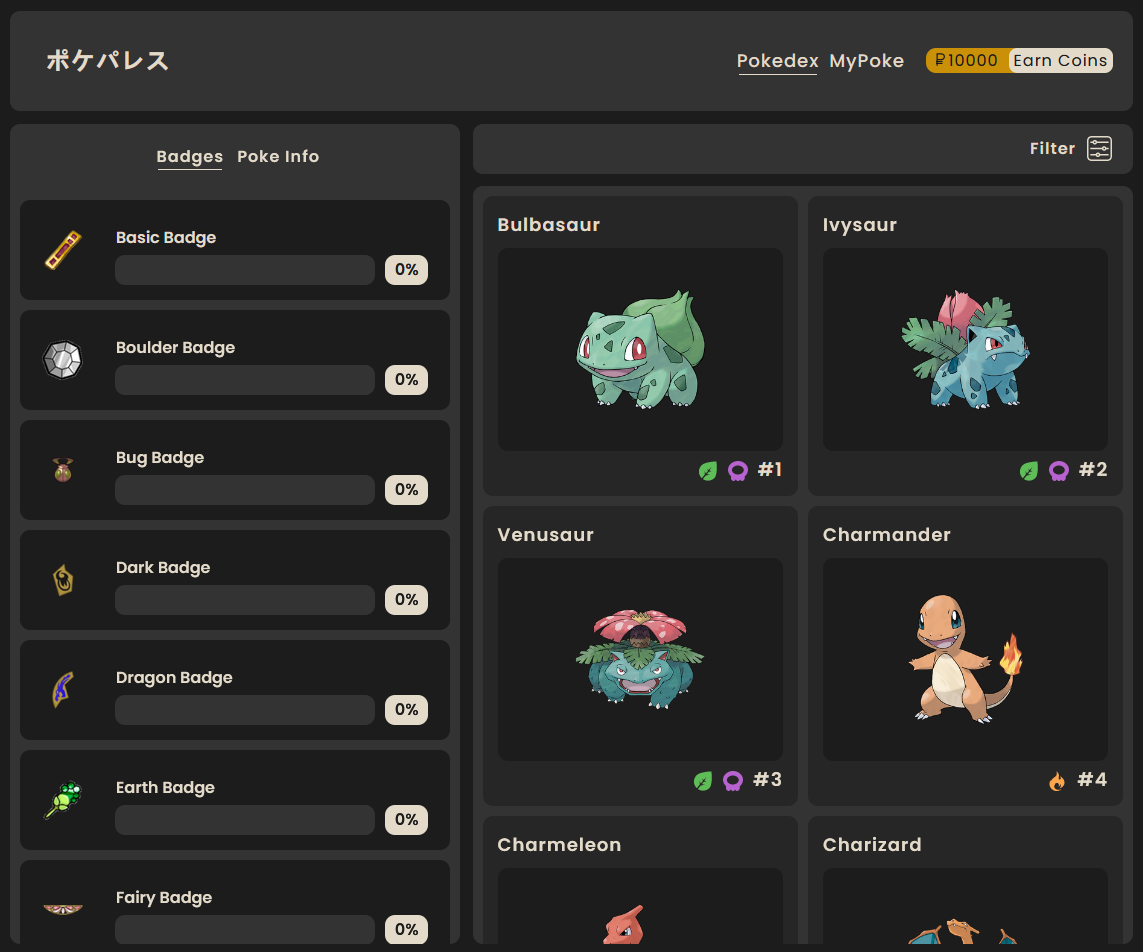 ポケパレス
Pokedex MyPoke ₽10000 Earn Coins
Badges Poke Info
Basic Badge
0%
Boulder Badge
0%
Bug Badge
0%
Dark Badge
0%
Dragon Badge
0%
Earth Badge
0%
Fairy Badge
0%
Filter
Bulbasaur
#1
Ivysaur
#2
Venusaur
#3
Charmander
#4
Charmeleon
Charizard